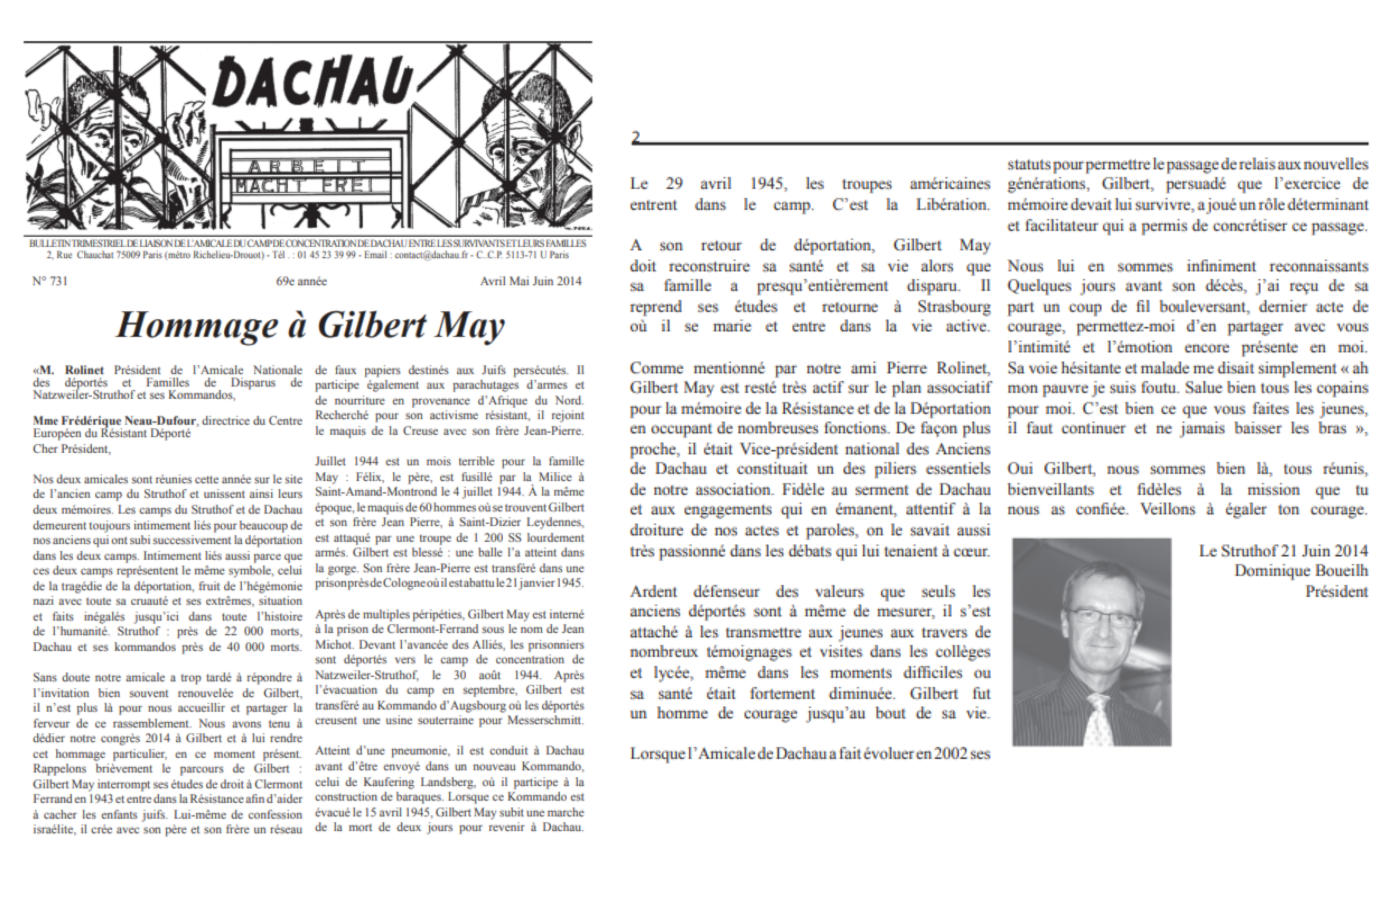 DACHAU
ARBEIT
MACHT FREI
BULLETIN TRIMESTRIEL DE LIAISON DE L'AMICALE DU CAMP DE CONCENTRATION DE DACHAU ENTRE LES SURVIVANTS ET LEURS FAMILLES
2, Rue Chauchat 75009 Paris (métro Richelieu-Drouot) - Tél . : 01 45 23 39 99 - Email : contact@dachau.fr - C..C.P. 5113-71 U Paris
N° 731 69e année Avril Mai Juin 2014
Hommage à Gilbert May
«M. Rolinet Président de l'Amicale Nationale
des déportés et Familles de Disparus de
Natzweiler-Struthof et ses Kommandos,
Mme Frédérique Neau-Dufour, directrice du Centre
Européen du Résistant Déporté
Cher Président,
Nos deux amicales sont réunies cette année sur le site
de l'ancien camp du Struthof et unissent ainsi leurs
deux mémoires. Les camps du Struthof et de Dachau
demeurent toujours intimement liés pour beaucoup de
nos anciens qui ont subi successivement la déportation
dans les deux camps. Intimement liés aussi parce que
ces deux camps représentent le même symbole, celui
de la tragédie de la déportation, fruit de l'hégémonie
nazi avec toute sa cruauté et ses extrêmes, situation
et faits inégalés jusqu'ici dans toute l'histoire
de l'humanité. Struthof : près de 22 000 morts,
Dachau et ses kommandos près de 40 000 morts.
Sans doute notre amicale a trop tardé à répondre à
l'invitation bien souvent renouvelée de Gilbert,
il n'est plus là pour nous accueillir et partager la
ferveur de ce rassemblement. Nous avons tenu à
dédier notre congrès 2014 à Gilbert et à lui rendre
cet hommage particulier, en ce moment présent.
Rappelons brièvement le parcours de Gilbert :
Gilbert May interrompt ses études de droit à Clermont
Ferrand en 1943 et entre dans la Résistance afin d'aider
à cacher les enfants juifs. Lui-même de confession
israélite, il crée avec son père et son frère un réseau
de faux papiers destinés aux Juifs persécutés. Il
participe également aux parachutages d'armes et
de nourriture en provenance d'Afrique du Nord.
Recherché pour son activisme résistant, il rejoint
le maquis de la Creuse avec son frère Jean-Pierre.
Juillet 1944 est un mois terrible pour la famille
May : Félix, le père, est fusillé par la Milice à
Saint-Amand-Montrond le 4 juillet 1944. À la même
époque, le maquis de 60 hommes où se trouvent Gilbert
et son frère Jean Pierre, à Saint-Dizier Leydennes,
est attaqué par une troupe de 1 200 SS lourdement
armés. Gilbert est blessé : une balle l'a atteint dans
la gorge. Son frère Jean-Pierre est transféré dans une
prison près de Cologne où il est abattu le 21 janvier 1945.
Après de multiples péripéties, Gilbert May est interné
à la prison de Clermont-Ferrand sous le nom de Jean
Michot. Devant l'avancée des Alliés, les prisonniers
sont déportés vers le camp de concentration de
Natzweiler-Struthof, le 30 août 1944. Après
l'évacuation du camp en septembre, Gilbert est
transféré au Kommando d'Augsbourg où les déportés
creusent une usine souterraine pour Messerschmitt.
Atteint d'une pneumonie, il est conduit à Dachau
avant d'être envoyé dans un nouveau Kommando,
celui de Kaufering Landsberg, où il participe à la
construction de baraques. Lorsque ce Kommando est
évacué le 15 avril 1945, Gilbert May subit une marche
de la mort de deux jours pour revenir à Dachau.
2
Le 29 avril 1945, les troupes américaines
entrent dans le camp. C'est la Libération.
A son retour de déportation, Gilbert May
doit reconstruire sa santé et sa vie alors que
sa famille a presqu'entièrement disparu. Il
reprend ses études et retourne à Strasbourg
où il se marie et entre dans la vie active.
Comme mentionné par notre ami Pierre Rolinet,
Gilbert May est resté très actif sur le plan associatif
pour la mémoire de la Résistance et de la Déportation
en occupant de nombreuses fonctions. De façon plus
proche, il était Vice-président national des Anciens
de Dachau et constituait un des piliers essentiels
de notre association. Fidèle au serment de Dachau
et aux engagements qui en émanent, attentif à la
droiture de nos actes et paroles, on le savait aussi
très passionné dans les débats qui lui tenaient à cœur.
Ardent défenseur des valeurs que seuls les
anciens déportés sont à même de mesurer, il s'est
attaché à les transmettre aux jeunes aux travers de
nombreux témoignages et visites dans les collèges
et lycée, même dans les moments difficiles ou
sa santé était fortement diminuée. Gilbert fut
un homme de courage jusqu'au bout de sa vie.
Lorsque l'Amicale de Dachau a fait évoluer en 2002 ses
statuts pour permettre le passage de relais aux nouvelles
générations, Gilbert, persuadé que l'exercice de
mémoire devait lui survivre, a joué un rôle déterminant
et facilitateur qui a permis de concrétiser ce passage.
Nous lui en sommes infiniment reconnaissants
Quelques jours avant son décès, j'ai reçu de sa
part un coup de fil bouleversant, dernier acte de
courage, permettez-moi d'en partager avec vous
l'intimité et l'émotion encore présente en moi.
Sa voie hésitante et malade me disait simplement « ah
mon pauvre je suis foutu. Salue bien tous les copains
pour moi. C'est bien ce que vous faites les jeunes,
il faut continuer et ne jamais baisser les bras »,
Oui Gilbert, nous sommes bien là, tous réunis,
bienveillants et fidèles à la mission que tu
nous as confiée. Veillons à égaler ton courage.
Le Struthof 21 Juin 2014
Dominique Boueilh
Président